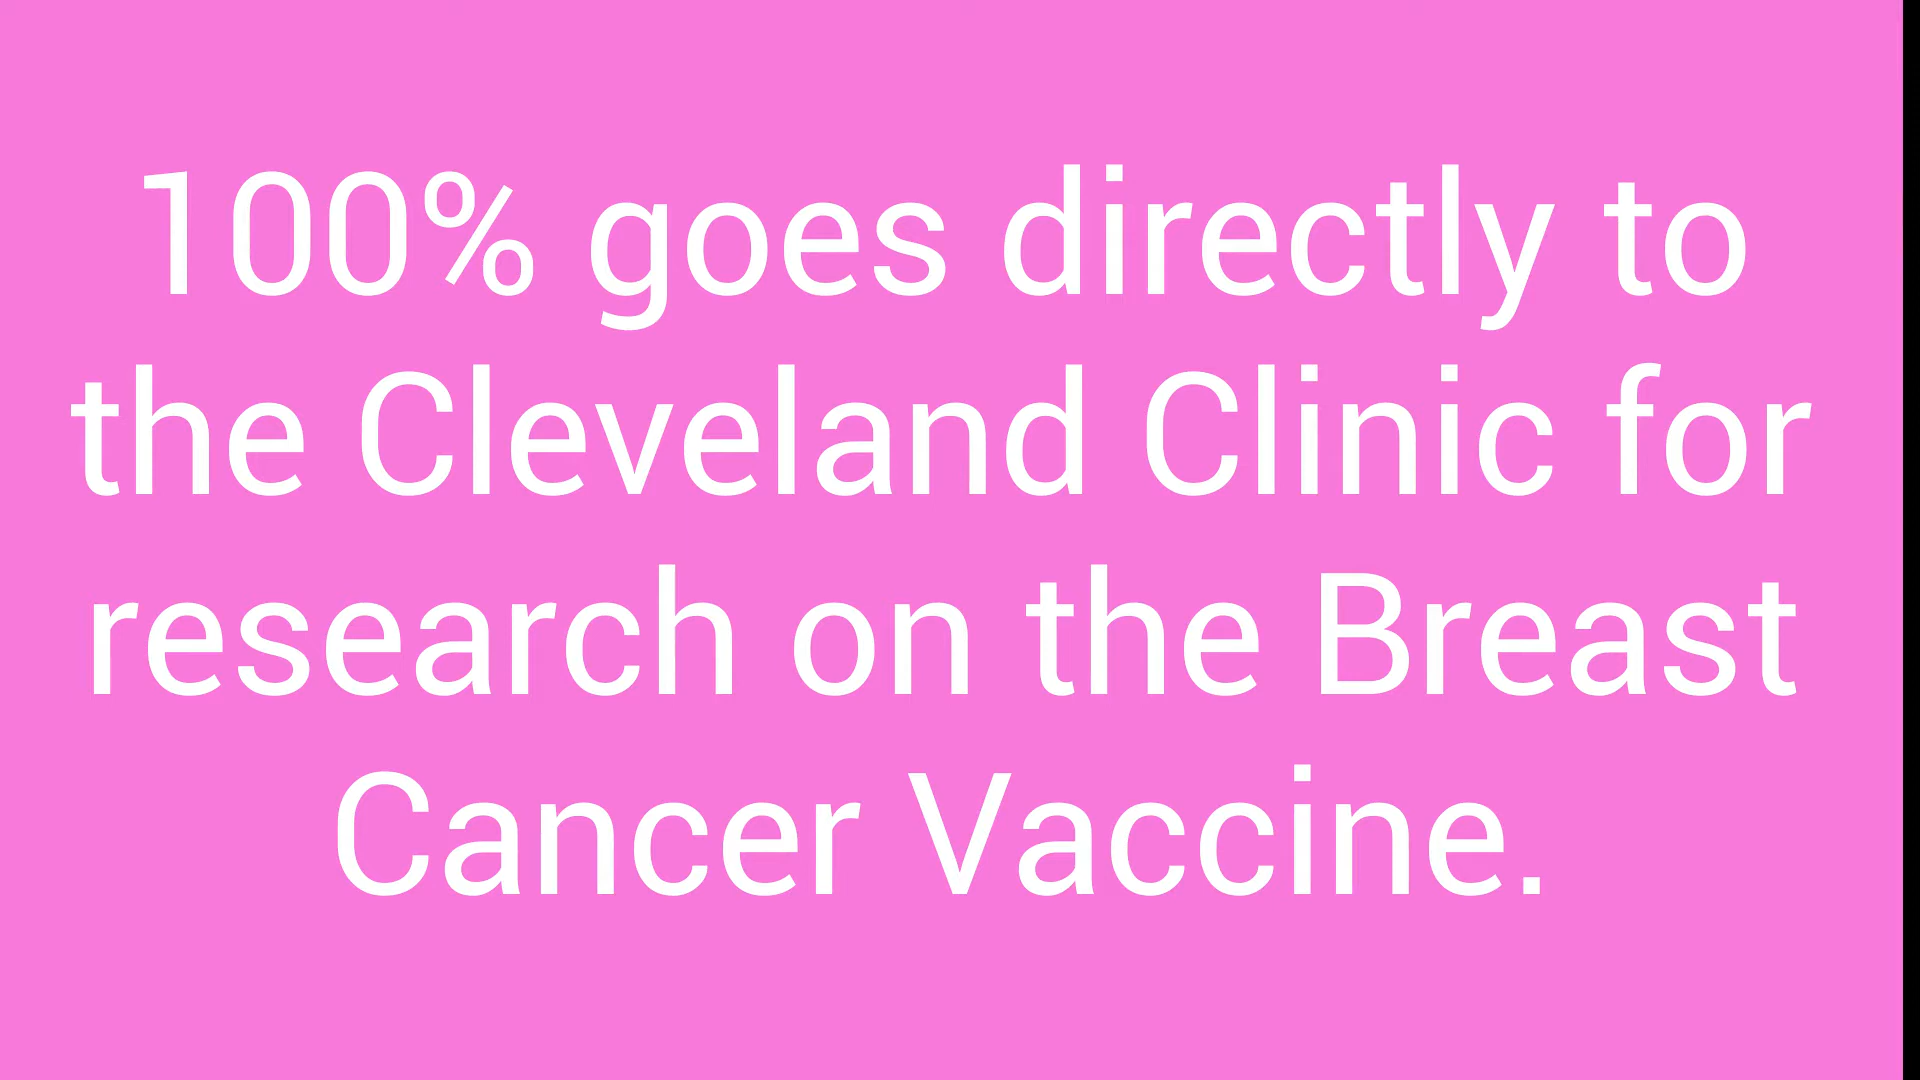 100% goes directly to
the Cleveland Clinic for
research on the Breast
Cancer Vaccine.